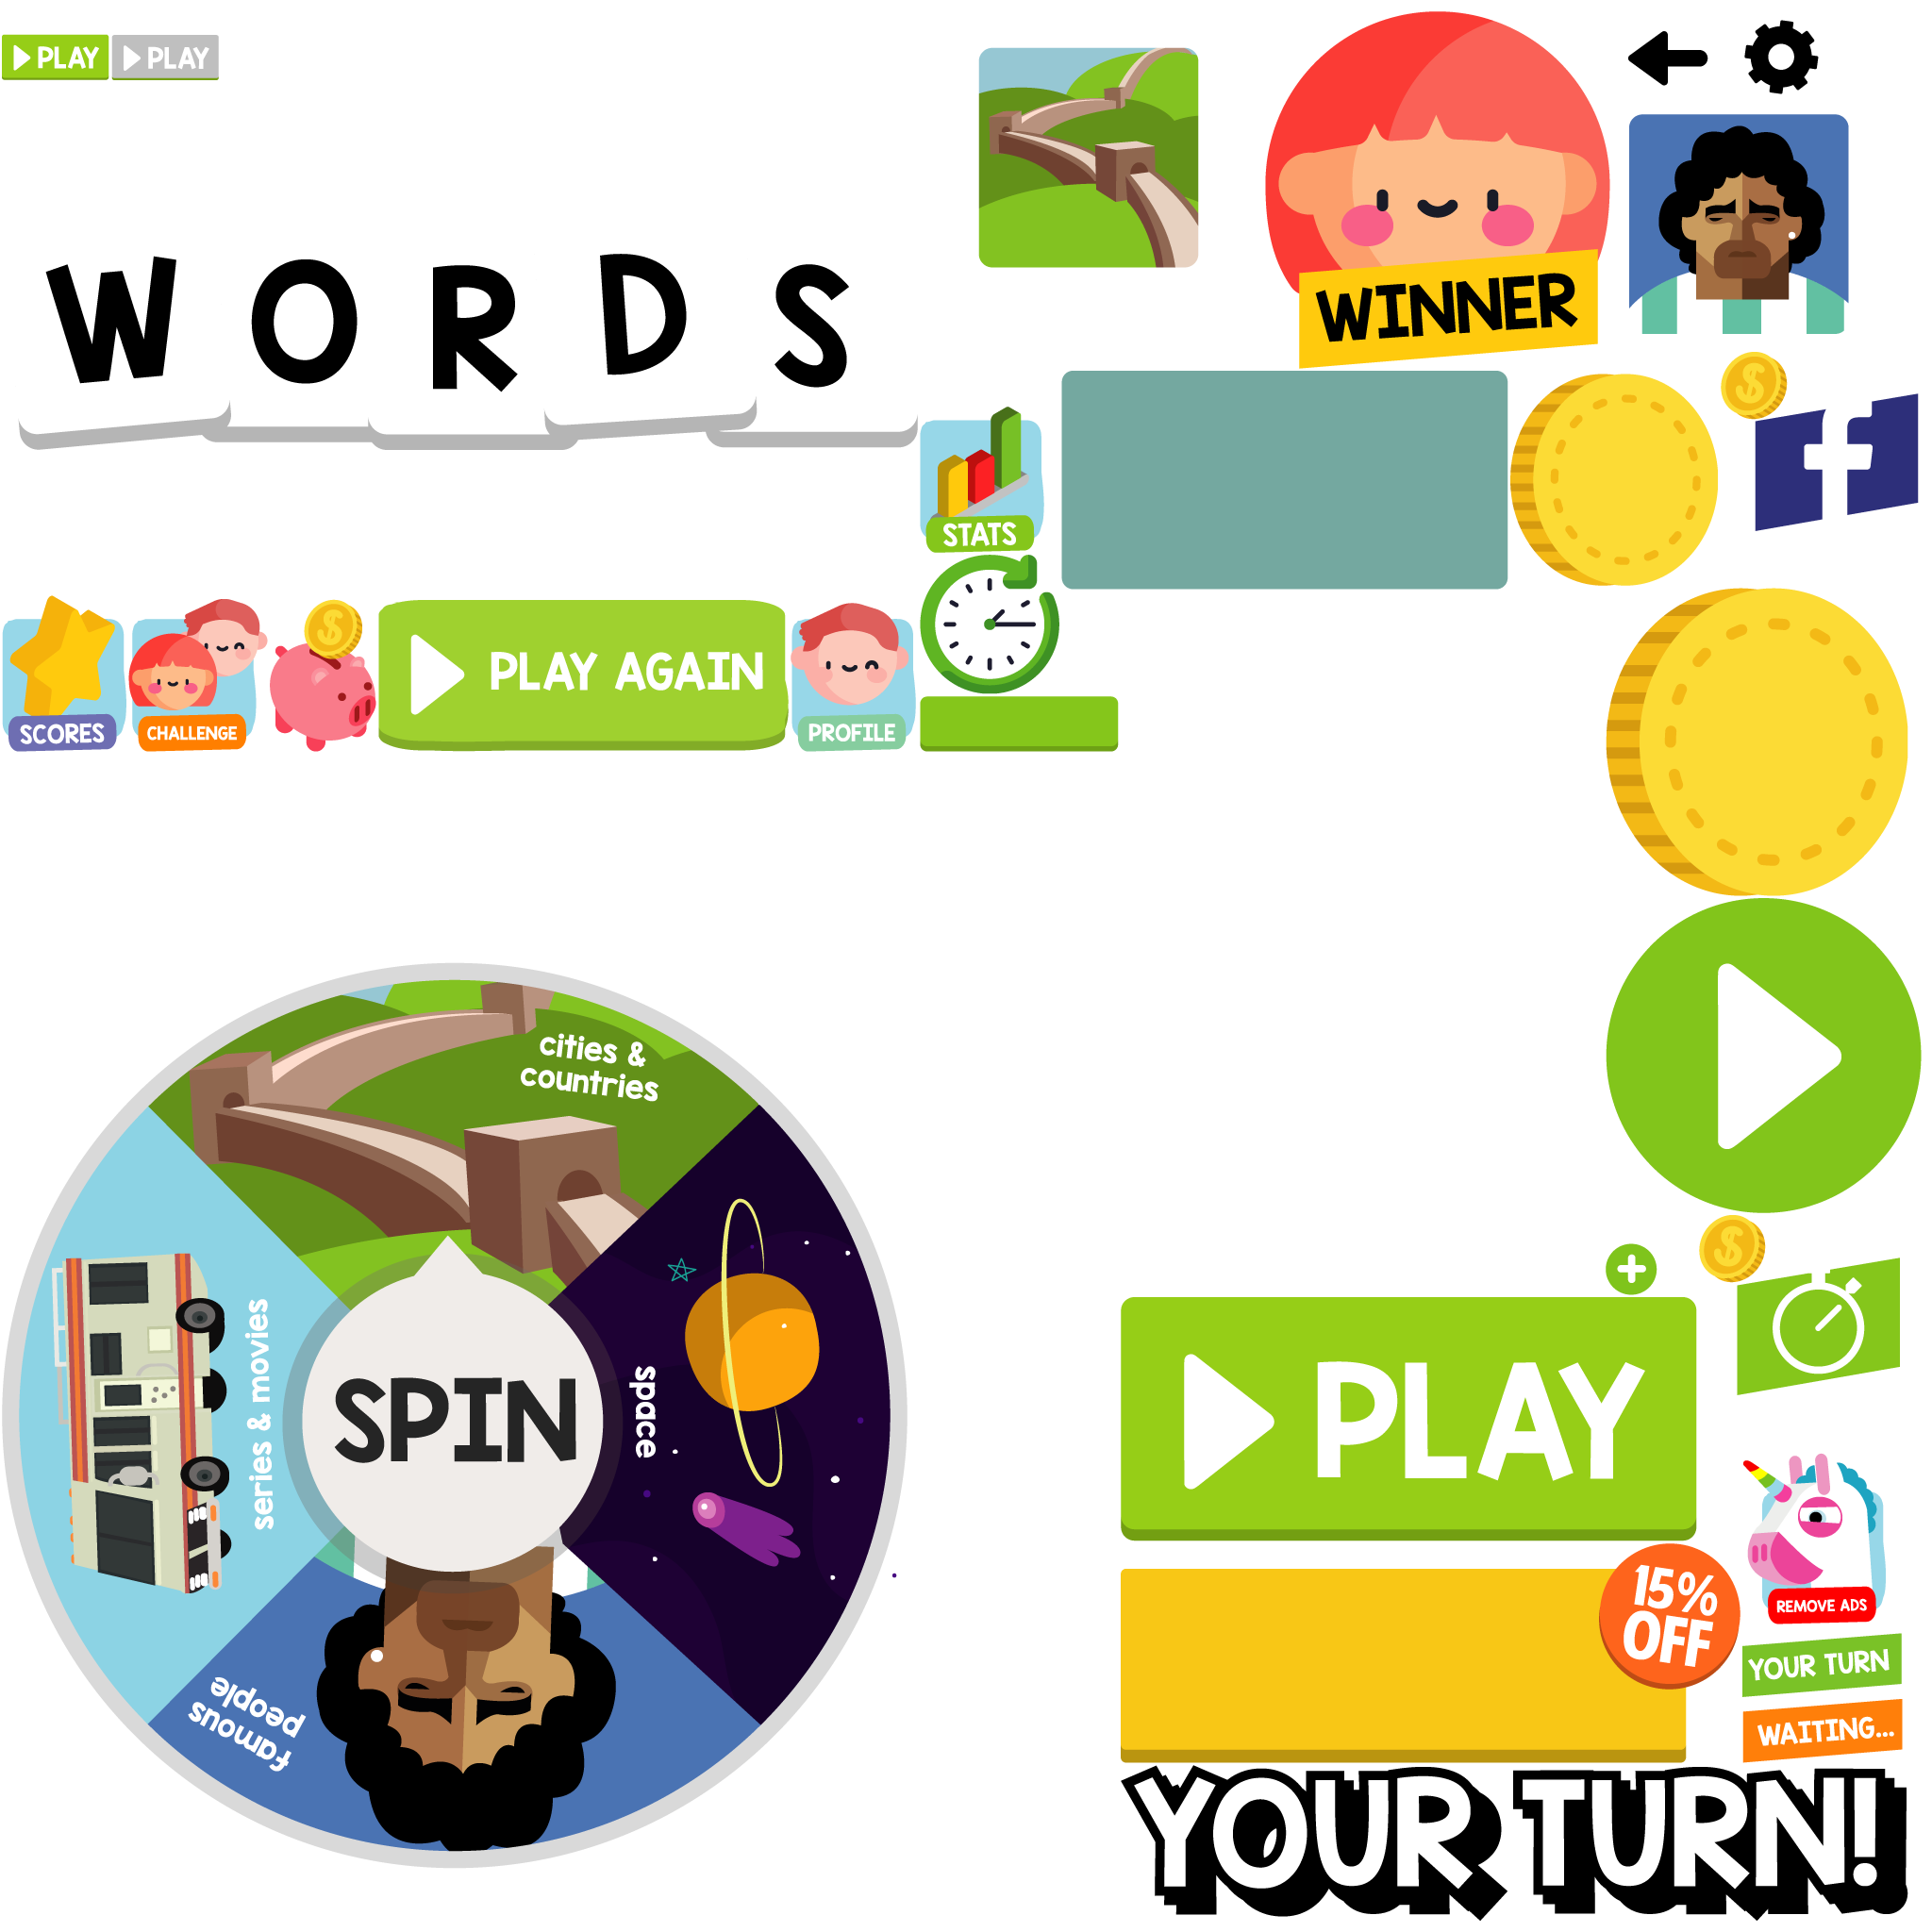 PLAY
PLAY
WORDS
WINNER
$
f
STATS
$
PLAY AGAIN
SCORES
CHALLENGE
PROFILE
cities &
countries
series & movies
SPIN
space
famous
people
$
+
PLAY
15%
OFF
REMOVE ADS
YOUR TURN
WAITING...
YOUR TURN!